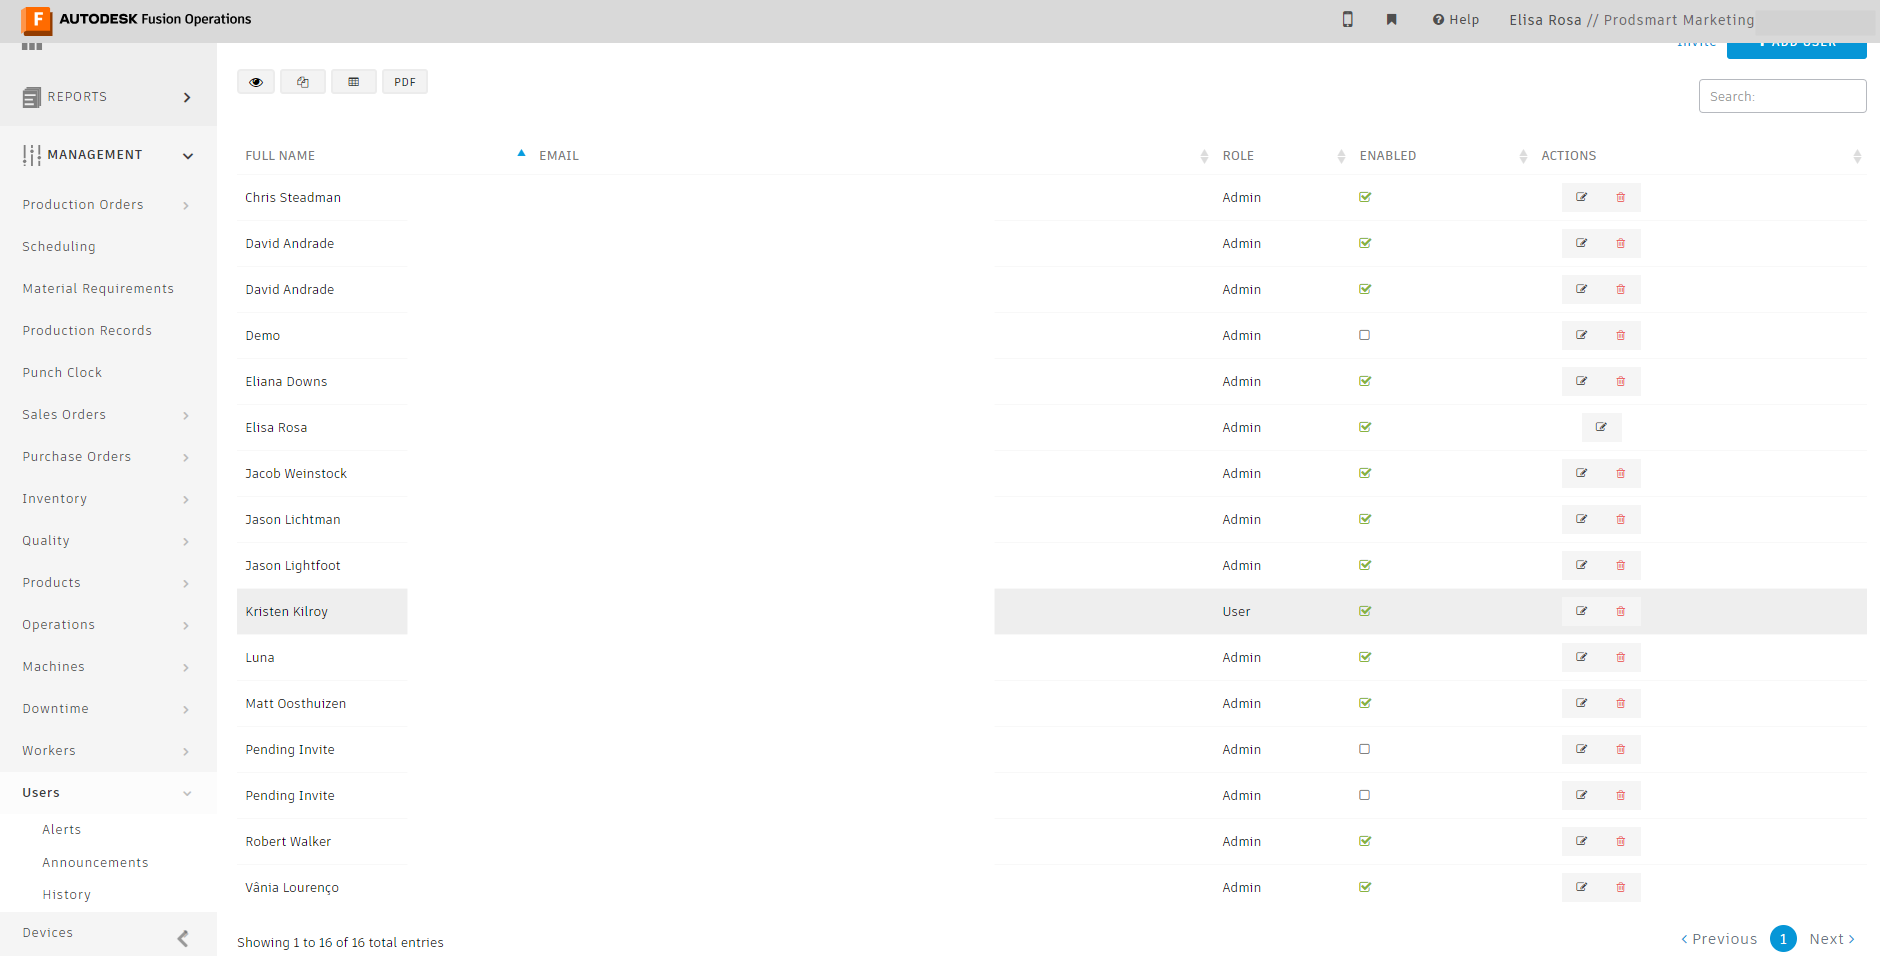 AUTODESK Fusion Operations
Help
Elisa Rosa // Prodsmart Marketing
Invite
+ ADD USER
REPORTS
MANAGEMENT
Production Orders
Scheduling
Material Requirements
Production Records
Punch Clock
Sales Orders
Purchase Orders
Inventory
Quality
Products
Operations
Machines
Downtime
Workers
Users
Alerts
Announcements
History
Devices
PDF
Search:
FULL NAME EMAIL ROLE ENABLED ACTIONS
Chris Steadman Admin
David Andrade Admin
David Andrade Admin
Demo Admin
Eliana Downs Admin
Elisa Rosa Admin
Jacob Weinstock Admin
Jason Lichtman Admin
Jason Lightfoot Admin
Kristen Kilroy User
Luna Admin
Matt Oosthuizen Admin
Pending Invite Admin
Pending Invite Admin
Robert Walker Admin
Vânia Lourenço Admin
Showing 1 to 16 of 16 total entries
< Previous 1 Next >